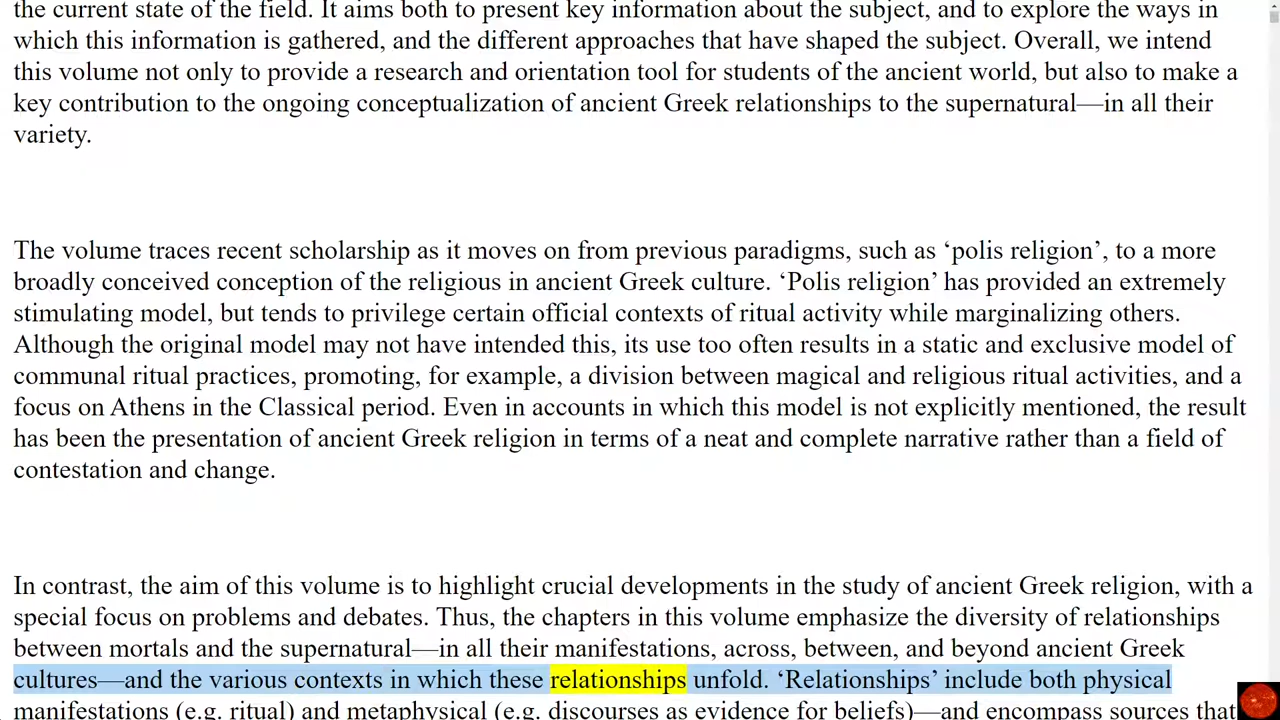 the current state of the field. It aims both to present key information about the subject, and to explore the ways in
which this information is gathered, and the different approaches that have shaped the subject. Overall, we intend
this volume not only to provide a research and orientation tool for students of the ancient world, but also to make a
key contribution to the ongoing conceptualization of ancient Greek relationships to the supernatural—in all their
variety.
The volume traces recent scholarship as it moves on from previous paradigms, such as ‘polis religion’, to a more
broadly conceived conception of the religious in ancient Greek culture. ‘Polis religion’ has provided an extremely
stimulating model, but tends to privilege certain official contexts of ritual activity while marginalizing others.
Although the original model may not have intended this, its use too often results in a static and exclusive model of
communal ritual practices, promoting, for example, a division between magical and religious ritual activities, and a
focus on Athens in the Classical period. Even in accounts in which this model is not explicitly mentioned, the result
has been the presentation of ancient Greek religion in terms of a neat and complete narrative rather than a field of
contestation and change.
In contrast, the aim of this volume is to highlight crucial developments in the study of ancient Greek religion, with a
special focus on problems and debates. Thus, the chapters in this volume emphasize the diversity of relationships
between mortals and the supernatural—in all their manifestations, across, between, and beyond ancient Greek
cultures—and the various contexts in which these relationships unfold. ‘Relationships’ include both physical
manifestations (e.g. ritual) and metaphysical (e.g. discourses as evidence for beliefs)—and encompass sources that